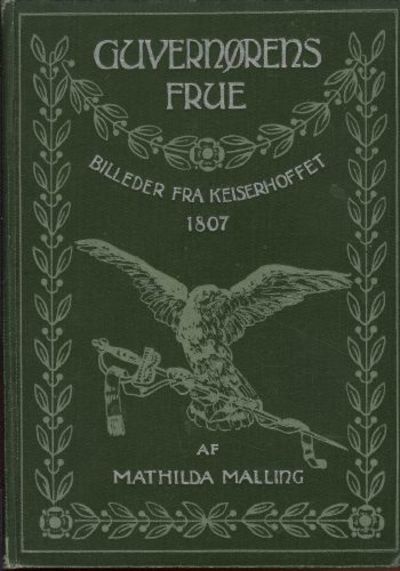 GUVERNØRENS
FRUE
BILLEDER FRA KEISERHOFFET
1807
AF
MATHILDA MALLING